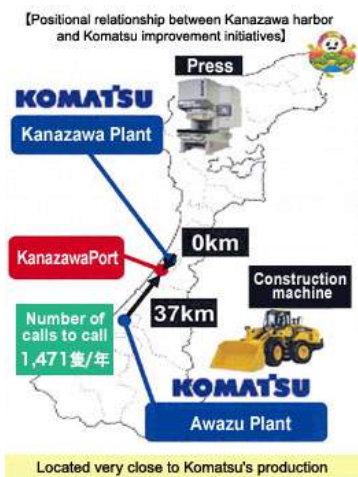 【Positional relationship between Kanazawa harbor
and Komatsu improvement initiatives】
Press
KOMATSU
Kanazawa Plant
0km
KanazawaPort
Construction
machine
Number of
calls to call
1,471隻/年
37km
KOMATSU
Awazu Plant
Located very close to Komatsu's production